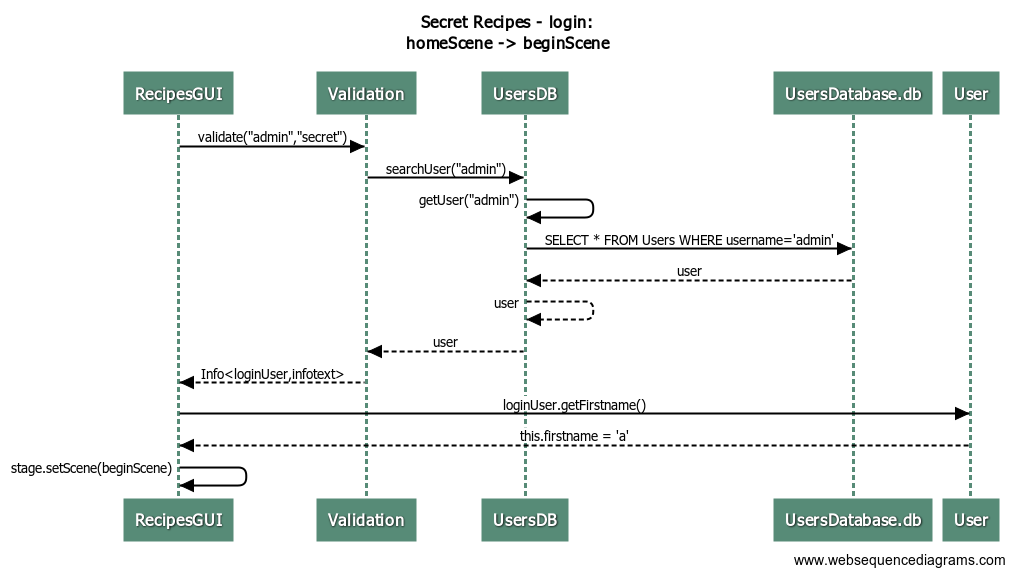 Secret Recipes - login:
homeScene -> beginScene
RecipesGUI
Validation
UsersDB
UsersDatabase.db
User
validate("admin","secret")
searchUser("admin")
getUser("admin")
SELECT * FROM Users WHERE username='admin'
user
user
user
Info<loginUser,infotext>
loginUser.getFirstname()
this.firstname = 'a'
stage.setScene(beginScene)
RecipesGUI
Validation
UsersDB
UsersDatabase.db
User
www.websequencediagrams.com